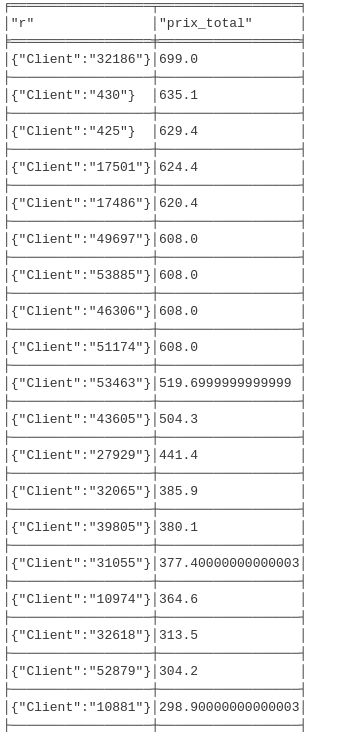 "r" "prix_total"
{"Client":"32186"} 699.0
{"Client":"430"} 635.1
{"Client":"425"} 629.4
{"Client":"17501"} 624.4
{"Client":"17486"} 620.4
{"Client":"49697"} 608.0
{"Client":"53885"} 608.0
{"Client":"46306"} 608.0
{"Client":"51174"} 608.0
{"Client":"53463"} 519.6999999999999
{"Client":"43605"} 504.3
{"Client":"27929"} 441.4
{"Client":"32065"} 385.9
{"Client":"39805"} 380.1
{"Client":"31055"} 377.40000000000003
{"Client":"10974"} 364.6
{"Client":"32618"} 313.5
{"Client":"52879"} 304.2
{"Client":"10881"} 298.90000000000003